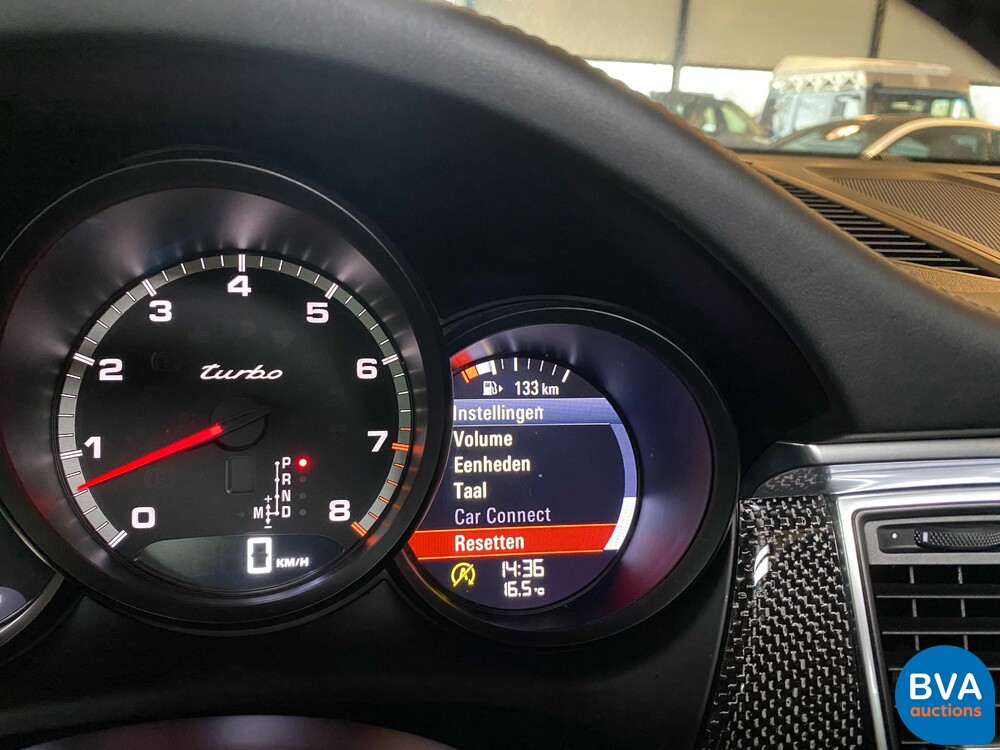 0
1
2
3
4
5
6
7
8
turbo
P
R
N
M D
+
-
0 KM/H
133 km
Instellingen
Volume
Eenheden
Taal
Car Connect
Resetten
14:36
16.5 °C
BVA
auctions